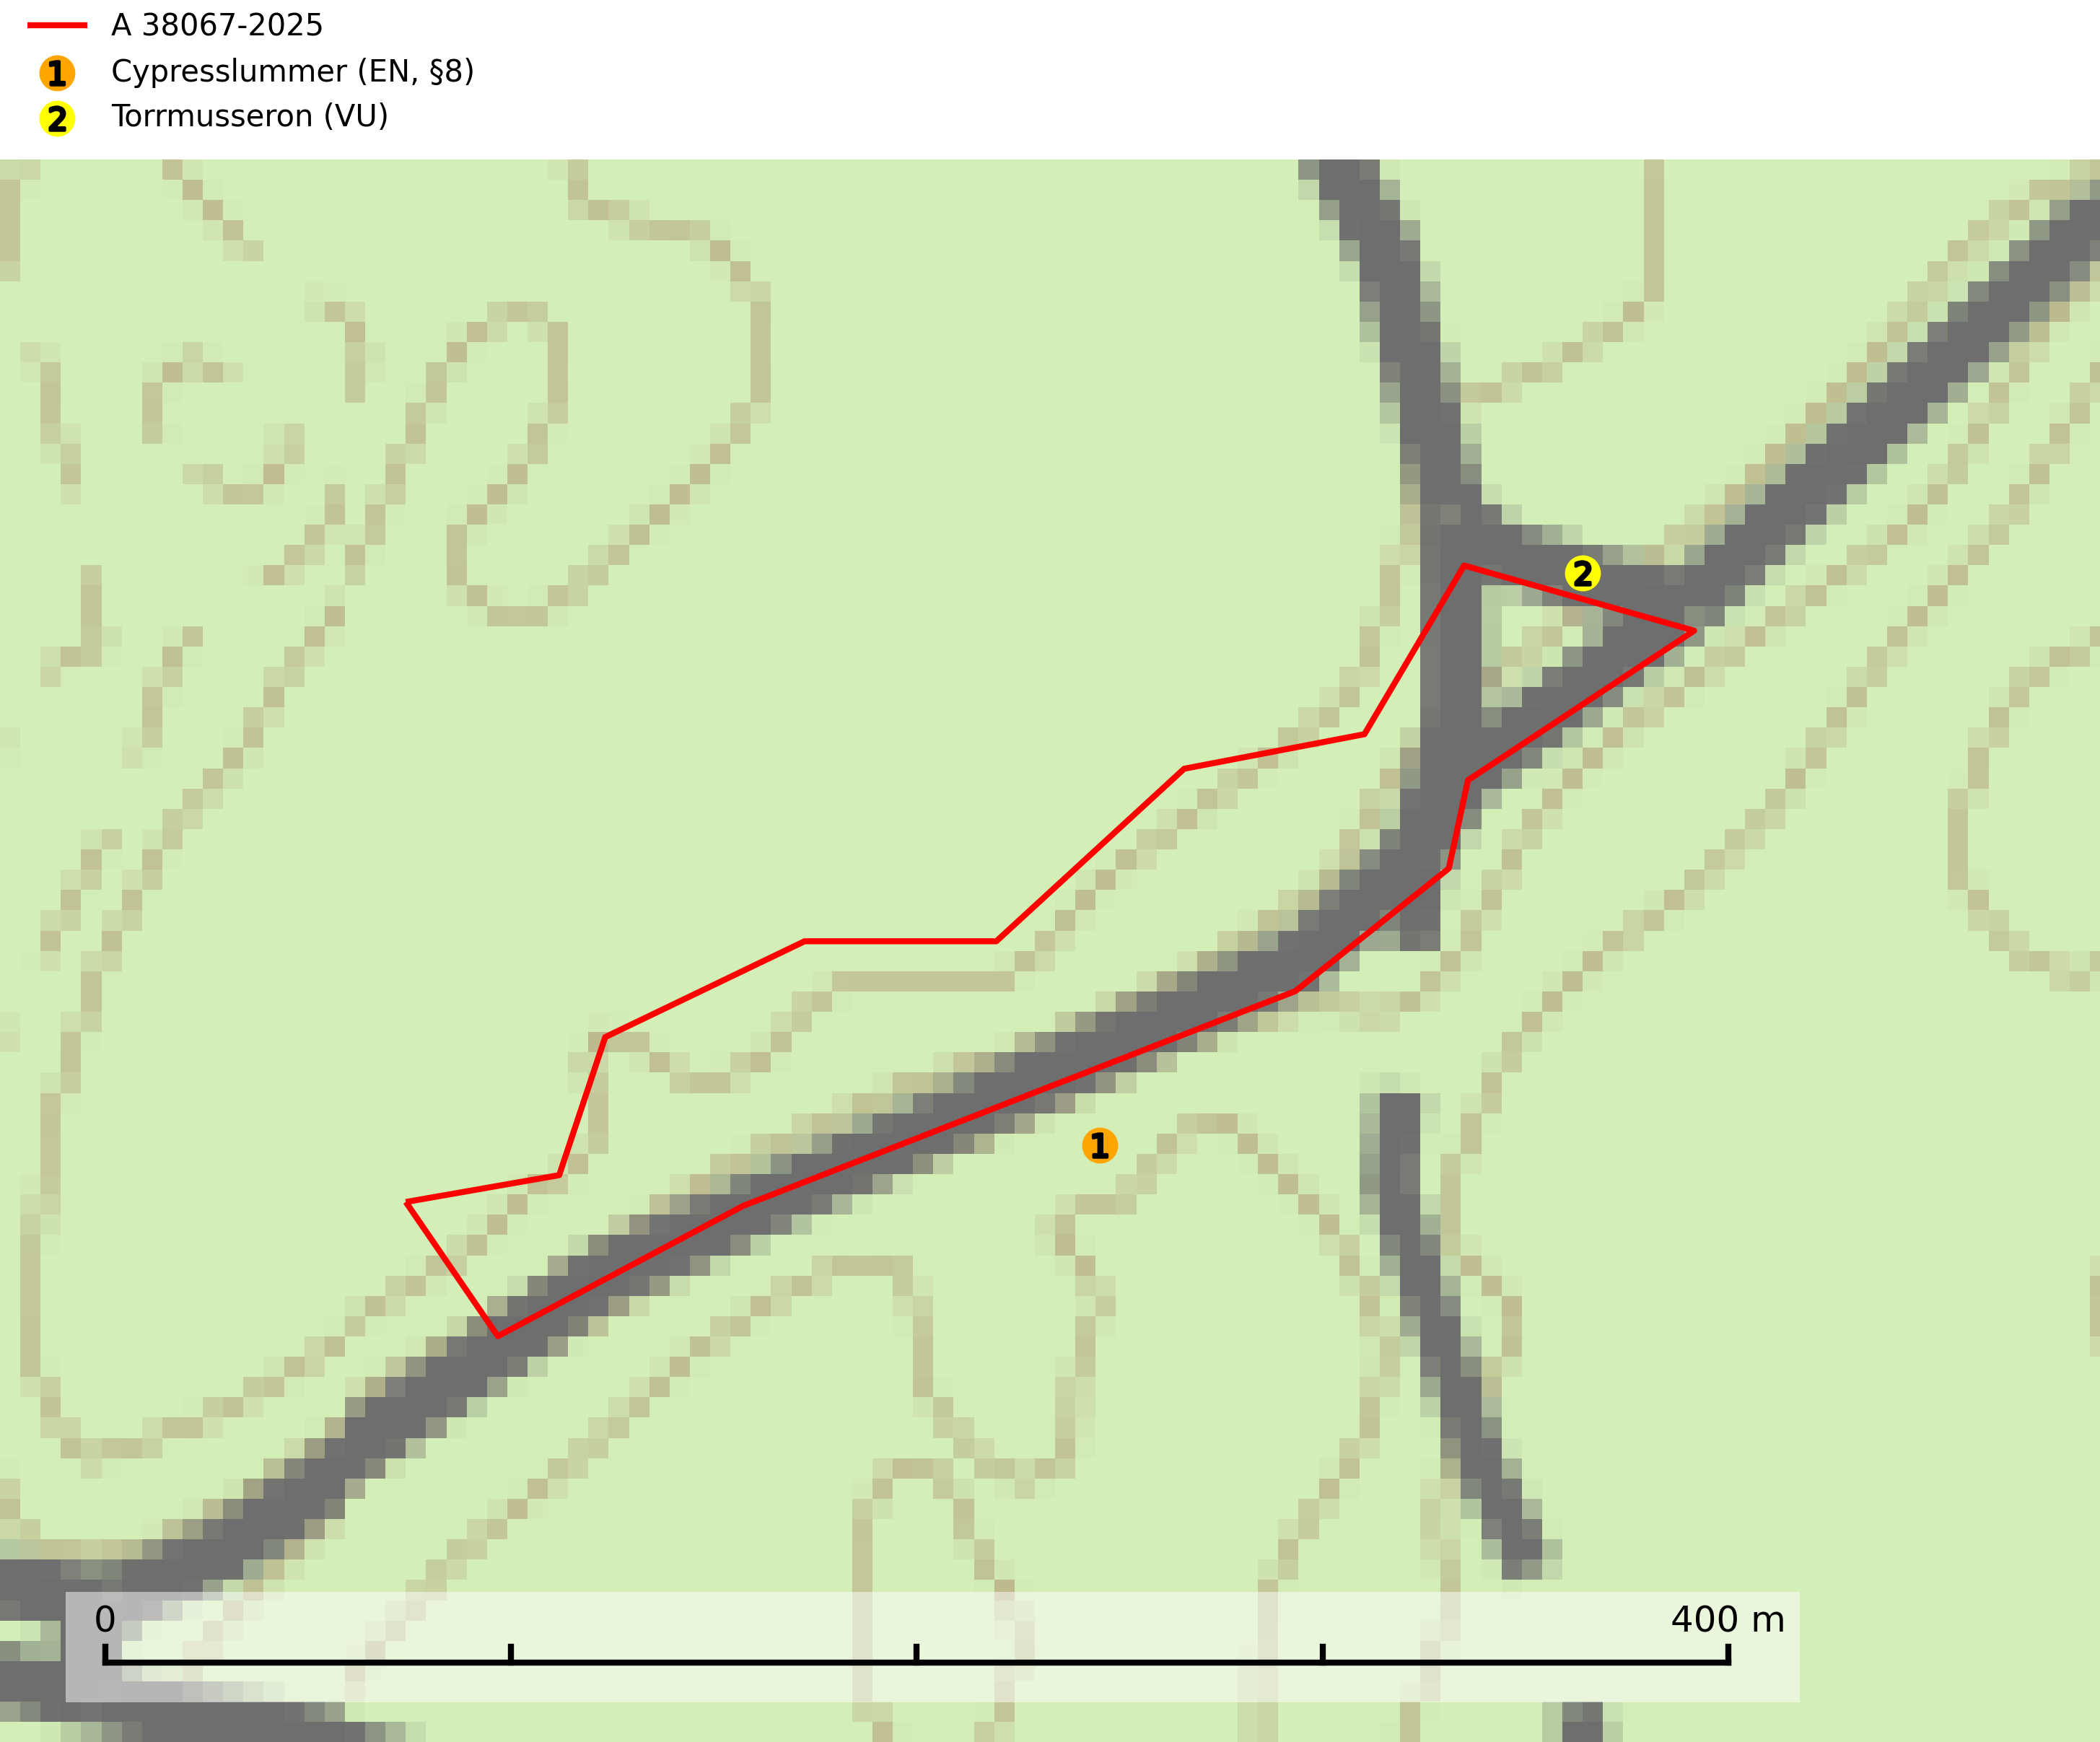 A 38067-2025
1 Cypresslummer (EN, §8)
2 Torrmusseron (VU)
2
1
0 400 m